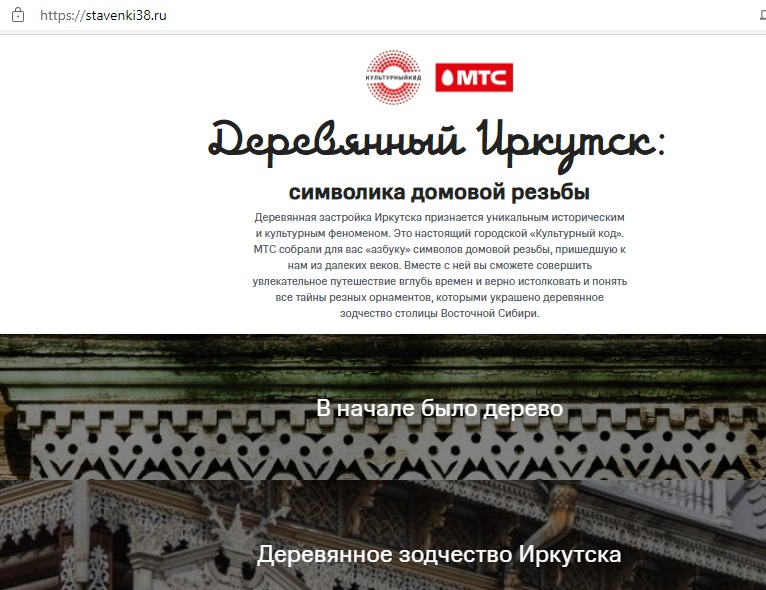 https://stavenki38.ru
КУЛЬТУРНЫЙКОД
МТС
Деревянный Иркутск:
символика домовой резьбы
Деревянная застройка Иркутска признается уникальным историческим
и культурным феноменом. Это настоящий городской «Культурный код».
МТС собрали для вас «азбуку» символов домовой резьбы, пришедшую к
нам из далеких веков. Вместе с ней вы сможете совершить
увлекательное путешествие вглубь времен и верно истолковать и понять
все тайны резных орнаментов, которыми украшено деревянное
зодчество столицы Восточной Сибири.
В начале было дерево
Деревянное зодчество Иркутска